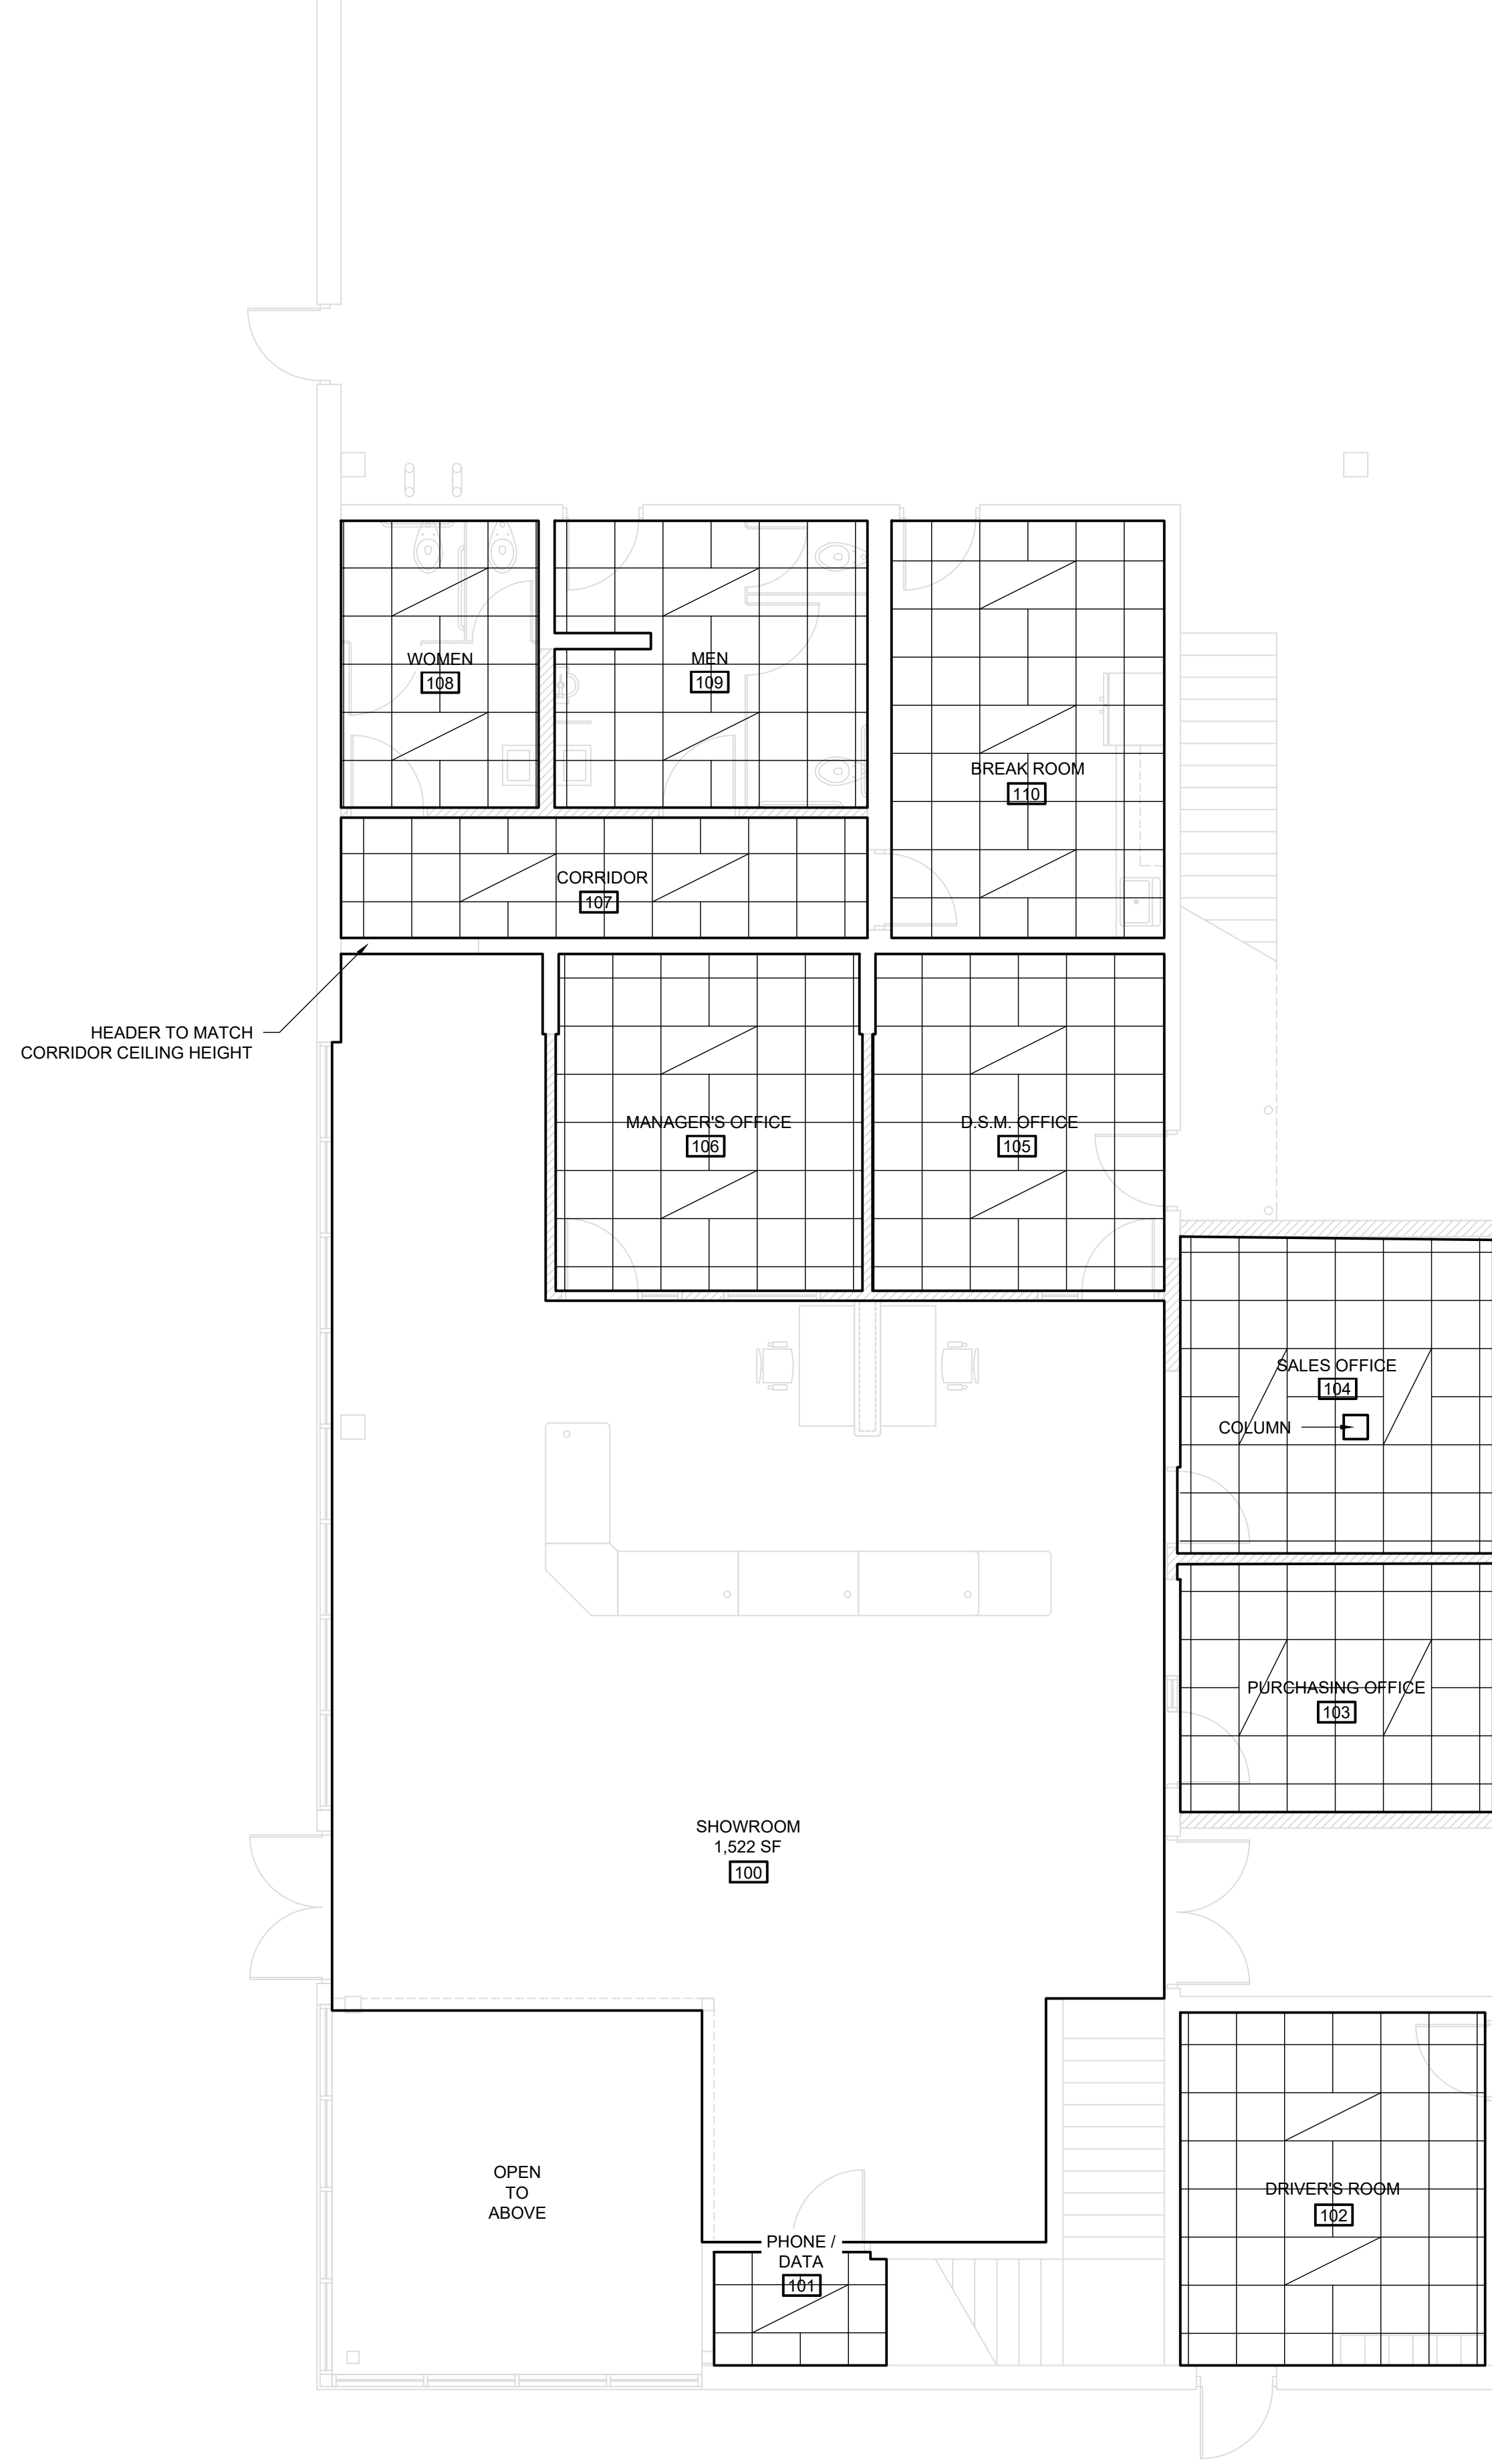 WOMEN
108
MEN
109
BREAK ROOM
110
CORRIDOR
107
HEADER TO MATCH
CORRIDOR CEILING HEIGHT
MANAGER'S OFFICE
106
D.S.M. OFFICE
105
SALES OFFICE
104
COLUMN
PURCHASING OFFICE
103
SHOWROOM
1,522 SF
100
OPEN
TO
ABOVE
DRIVER'S ROOM
102
PHONE /
DATA
101